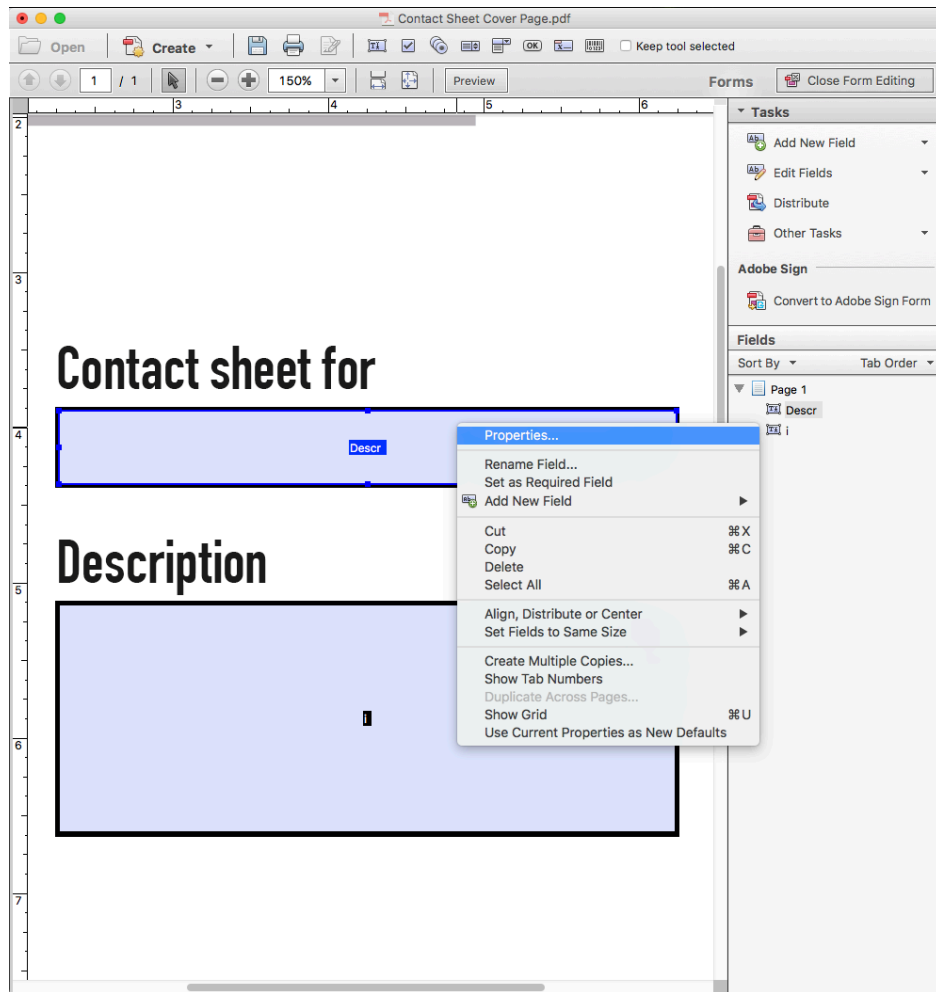 Contact Sheet Cover Page.pdf
Open Create OK Keep tool selected
1 / 1 150% Preview Forms Close Form Editing
3 4 5 6
2
3
4
5
6
7
Contact sheet for
Descr
Description
i
Properties...
Rename Field...
Set as Required Field
Add New Field
Cut ⌘X
Copy ⌘C
Delete
Select All ⌘A
Align, Distribute or Center
Set Fields to Same Size
Create Multiple Copies...
Show Tab Numbers
Duplicate Across Pages...
Show Grid ⌘U
Use Current Properties as New Defaults
Tasks
Add New Field
Edit Fields
Distribute
Other Tasks
Adobe Sign
Convert to Adobe Sign Form
Fields
Sort By Tab Order
Page 1
Descr
i